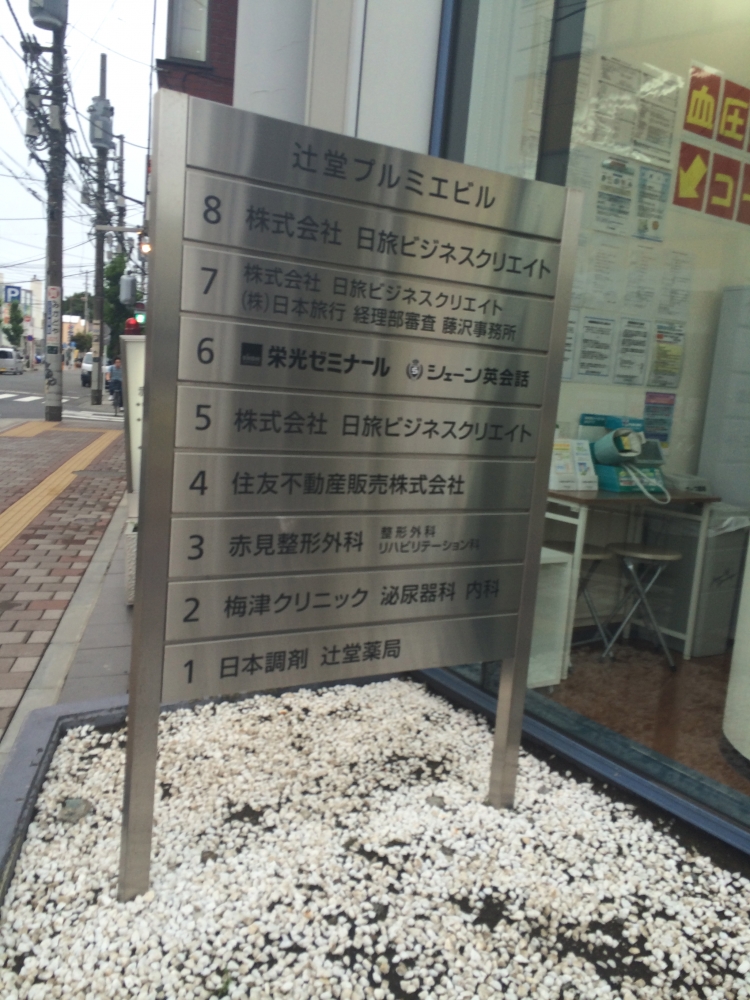 辻堂プルミエビル
8 株式会社 日旅ビジネスクリエイト
7 株式会社 日旅ビジネスクリエイト
(株)日本旅行 経理部審査 藤沢事務所
6 栄光ゼミナール シェーン英会話
5 株式会社 日旅ビジネスクリエイト
4 住友不動産販売株式会社
3 赤見整形外科 整形外科
リハビリテーション科
2 梅津クリニック 泌尿器科 内科
1 日本調剤 辻堂薬局
血圧
コー
P